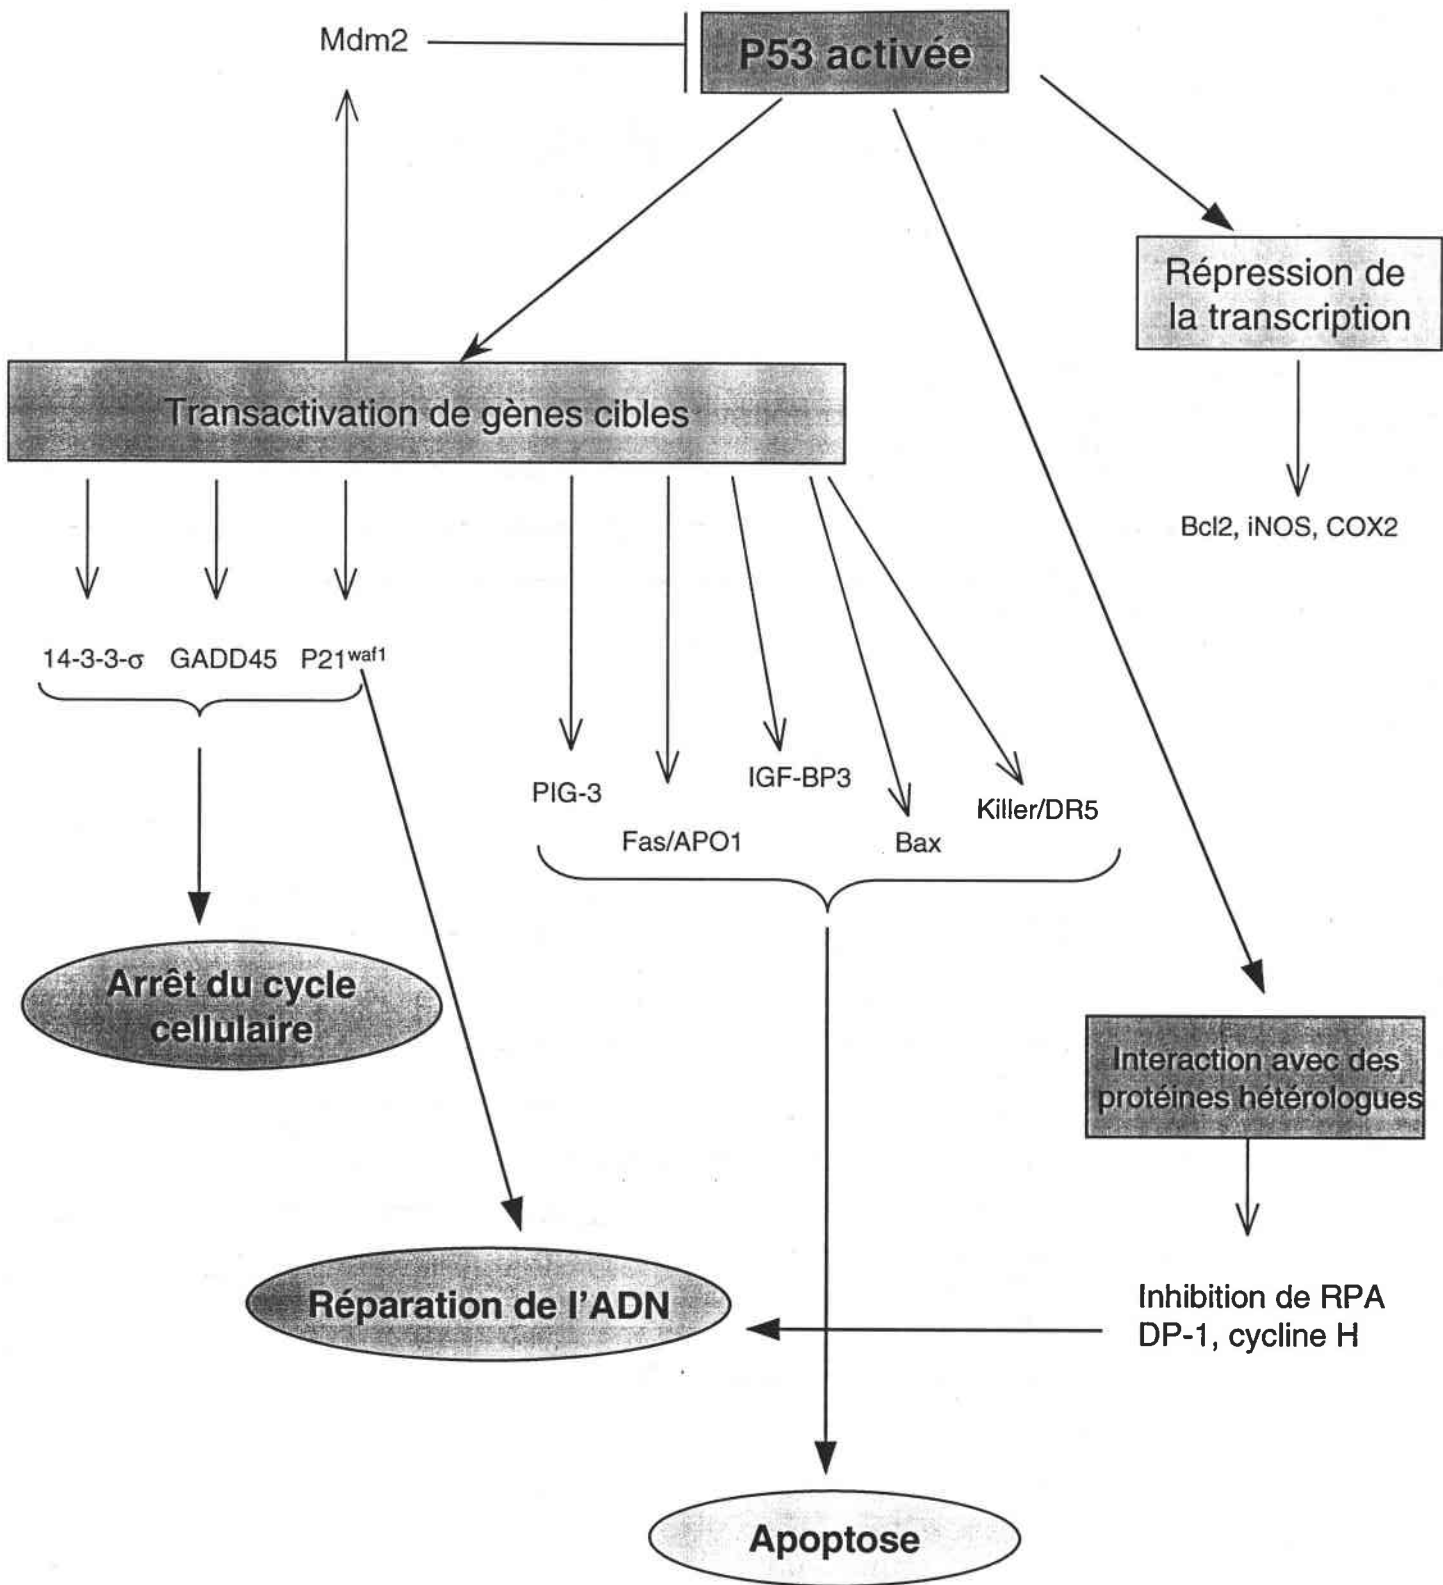 Mdm2
P53 activée
Répression de
la transcription
Transactivation de gènes cibles
Bcl2, iNOS, COX2
14-3-3-σ GADD45 P21waf1
PIG-3
IGF-BP3
Killer/DR5
Fas/APO1
Bax
Arrêt du cycle
cellulaire
Interaction avec des
protéines hétérologues
Réparation de l'ADN
Inhibition de RPA
DP-1, cycline H
Apoptose